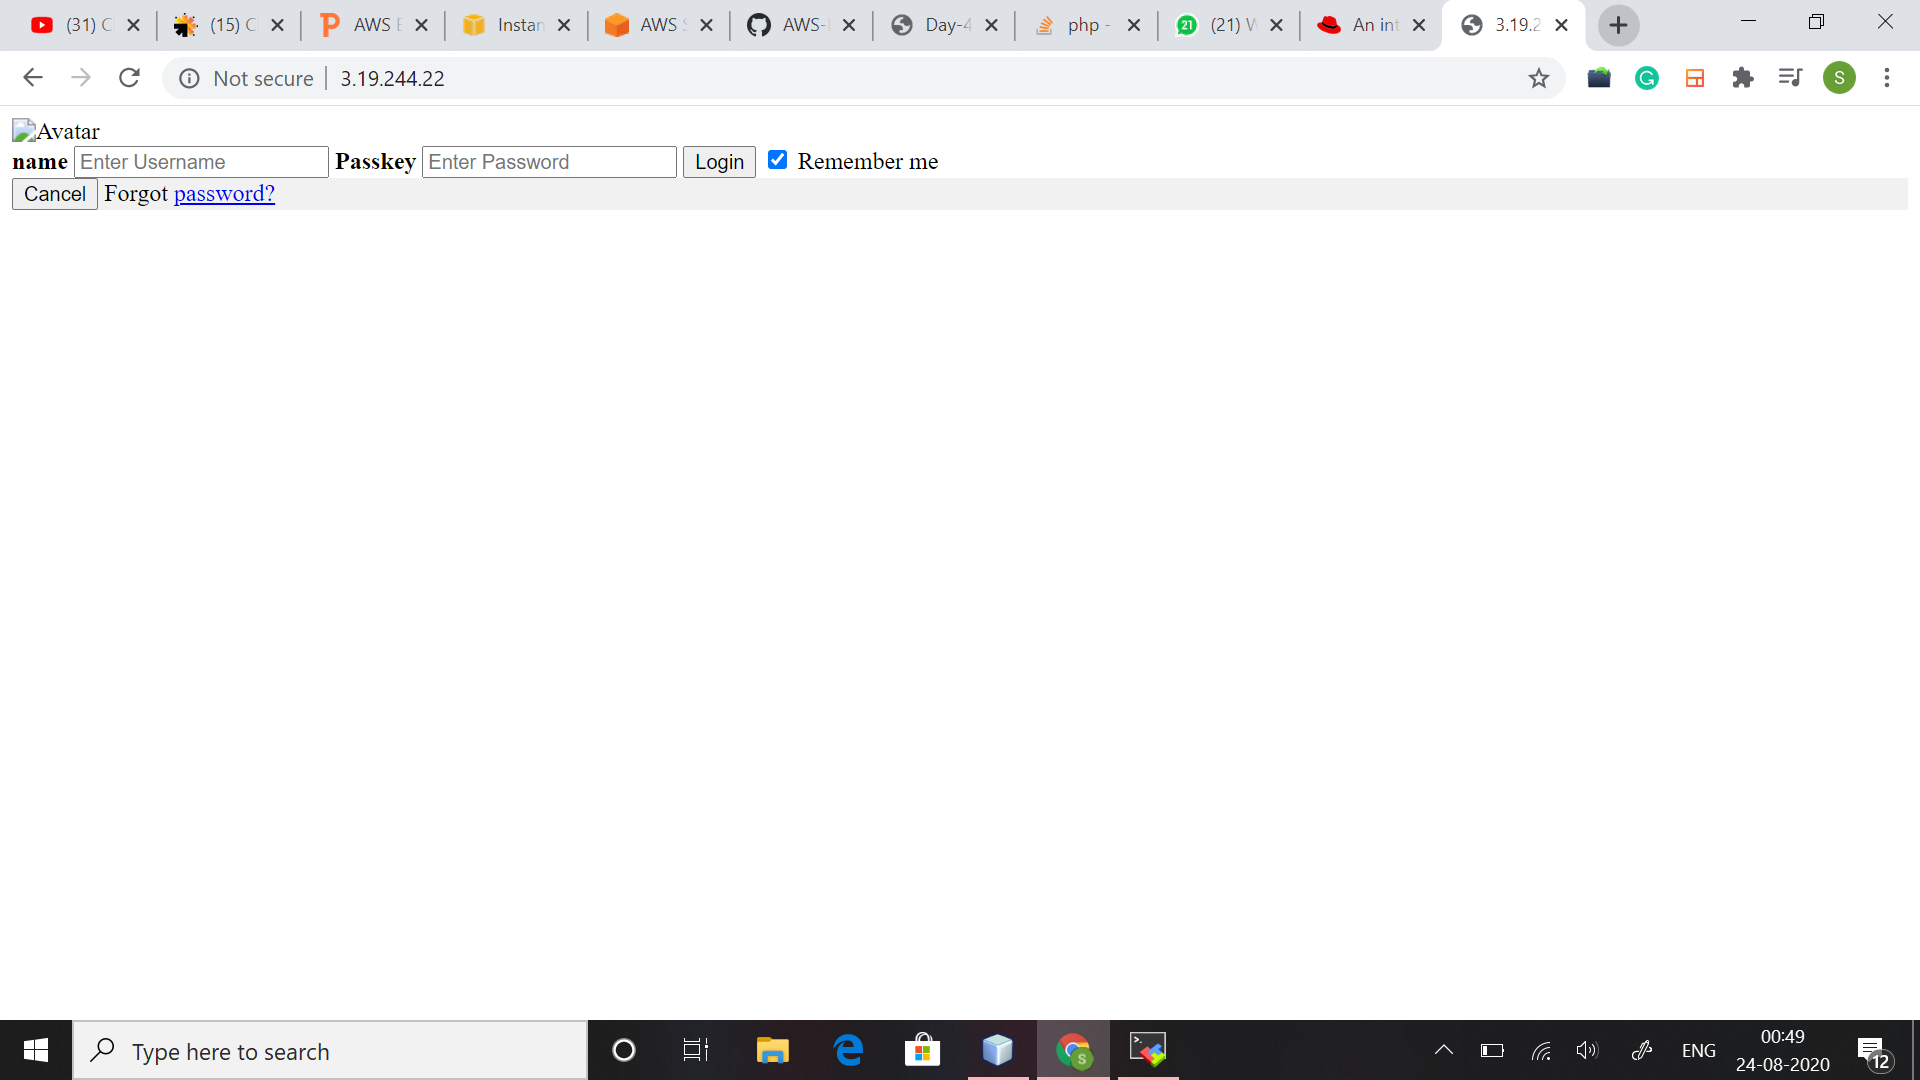 (31) C
(15) C
AWS E
Instan
AWS S
AWS-
Day-4
php -
21
(21) W
An int
3.19.2
Not secure
3.19.244.22
S
Avatar
name Enter Username Passkey Enter Password Login Remember me
Cancel Forgot password?
Type here to search
S
ENG
00:49
24-08-2020
12